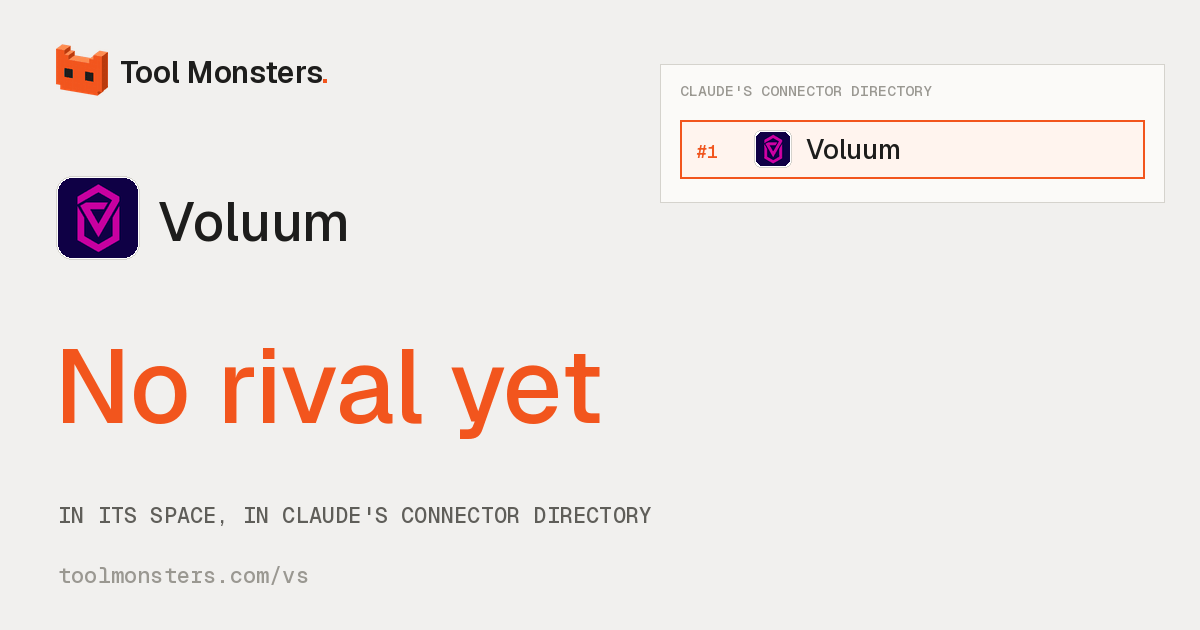 Tool Monsters.
CLAUDE'S CONNECTOR DIRECTORY
#1 Voluum
Voluum
No rival yet
IN ITS SPACE, IN CLAUDE'S CONNECTOR DIRECTORY
toolmonsters.com/vs